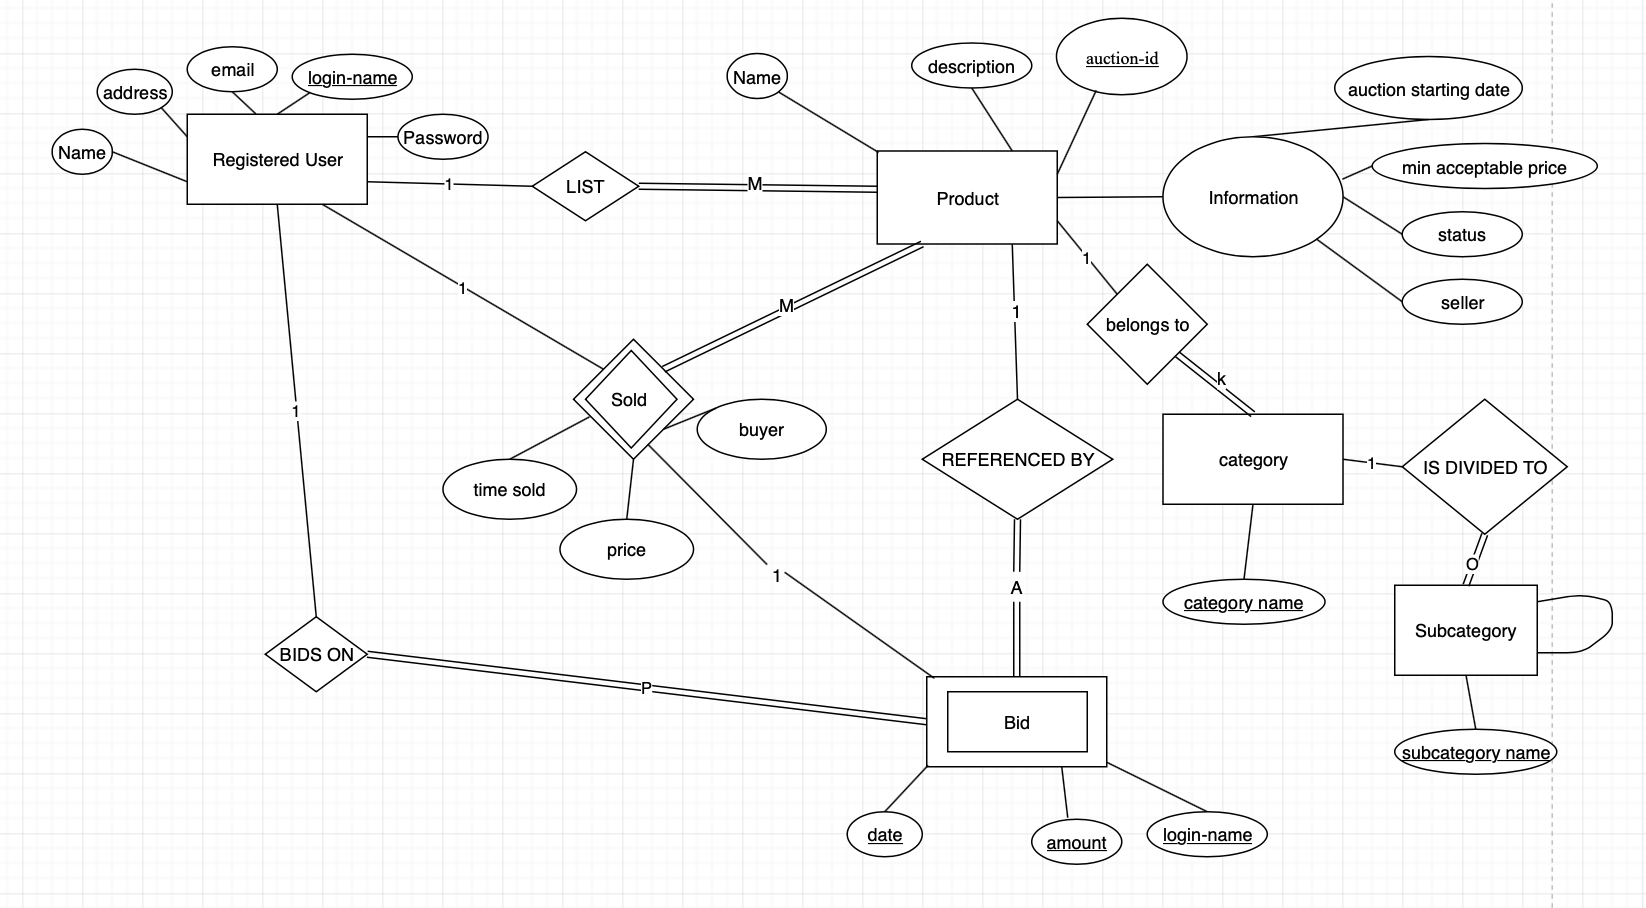 email
login-name
address
Name
Password
Registered User
1
LIST
M
Name
description
auction-id
Product
Information
auction starting date
min acceptable price
status
seller
1
M
1
1
belongs to
k
Sold
buyer
time sold
price
1
REFERENCED BY
A
category
1
IS DIVIDED TO
O
category name
Subcategory
subcategory name
1
BIDS ON
P
Bid
date
amount
login-name